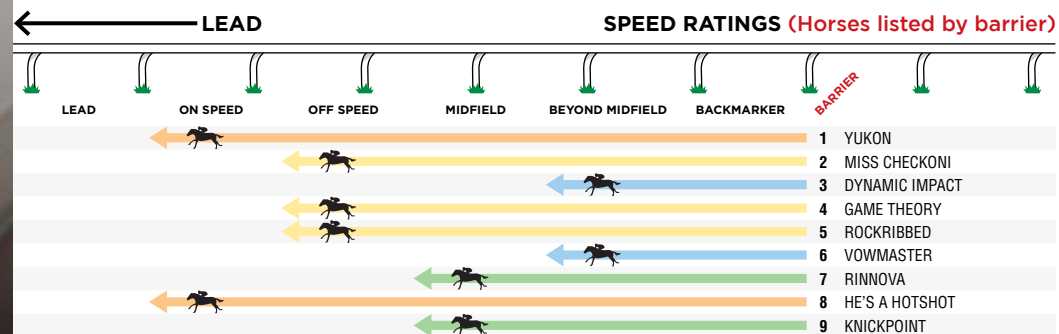 LEAD SPEED RATINGS (Horses listed by barrier)
LEAD ON SPEED OFF SPEED MIDFIELD BEYOND MIDFIELD BACKMARKER BARRIER
1 YUKON
2 MISS CHECKONI
3 DYNAMIC IMPACT
4 GAME THEORY
5 ROCKRIBBED
6 VOWMASTER
7 RINNOVA
8 HE'S A HOTSHOT
9 KNICKPOINT